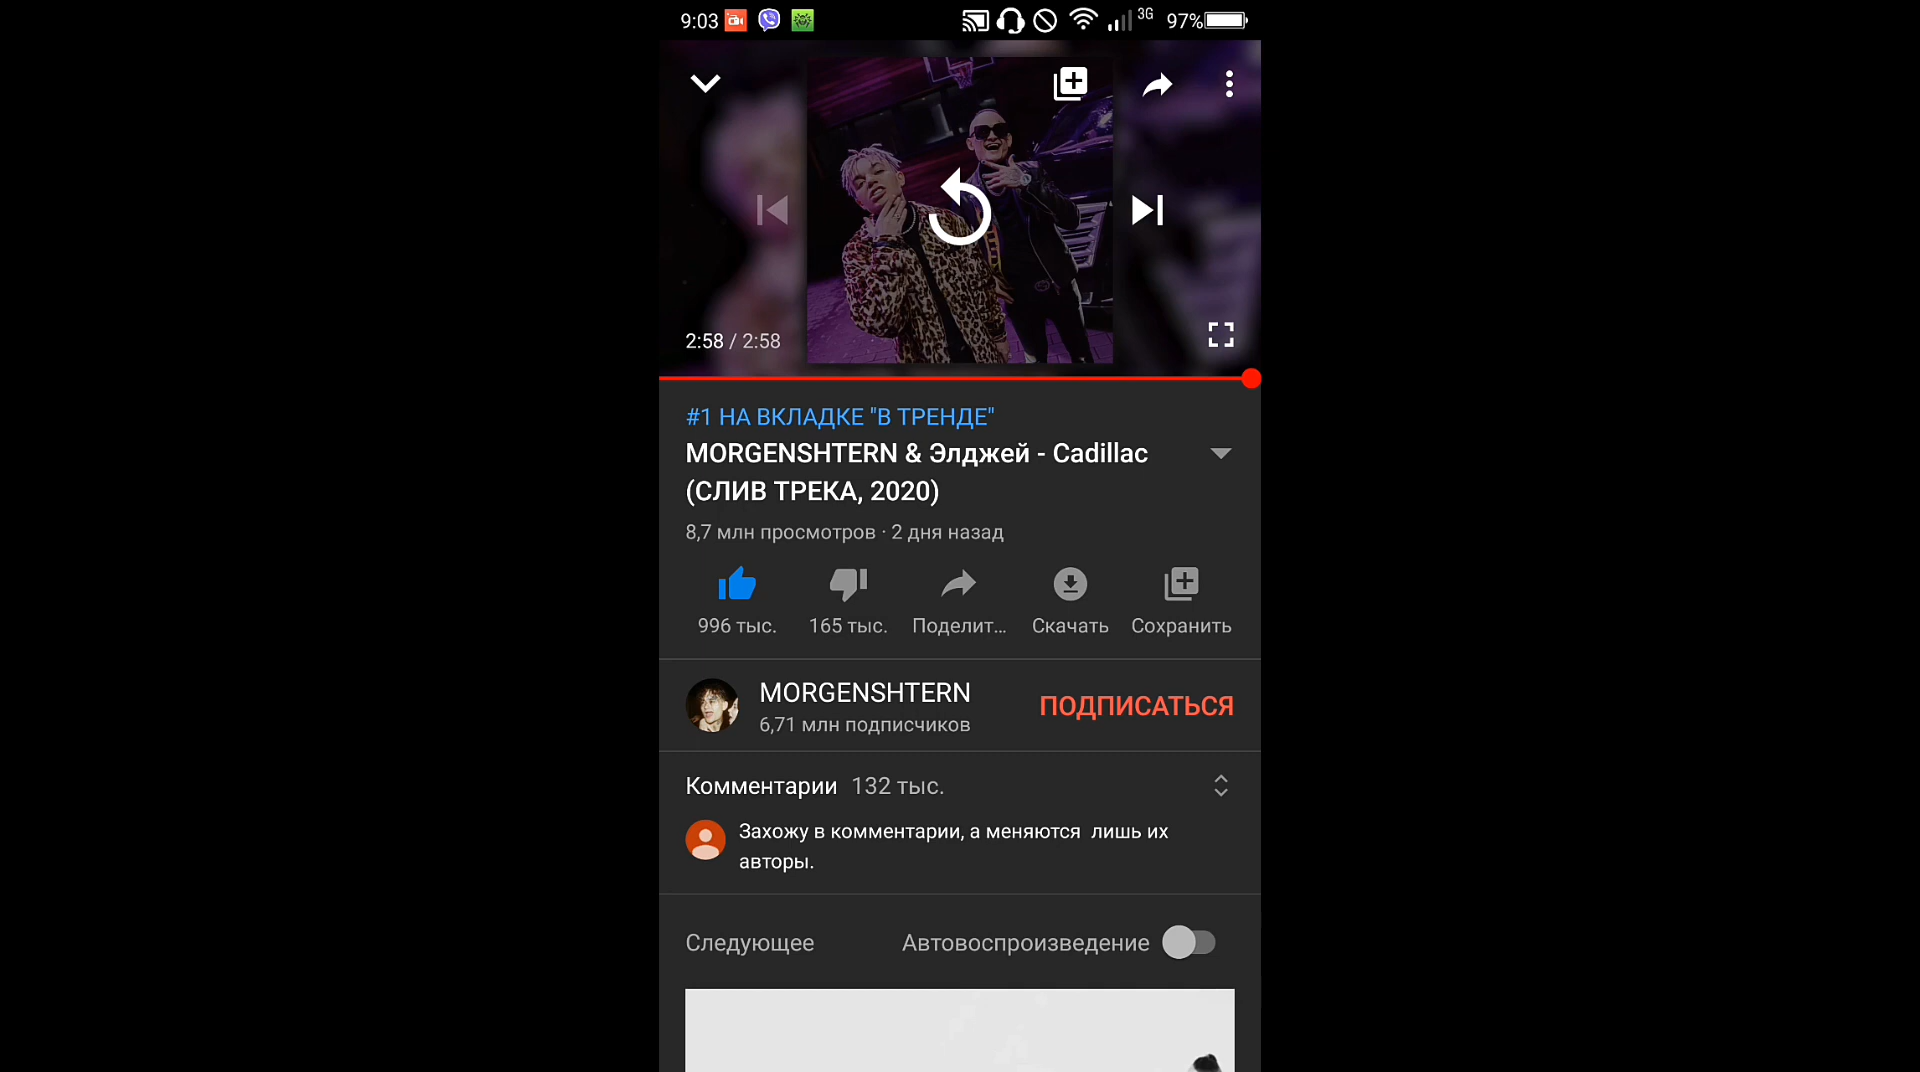 9:03 3G 97%
2:58 / 2:58
#1 НА ВКЛАДКЕ "В ТРЕНДЕ"
MORGENSHTERN & Элджей - Cadillac
(СЛИВ ТРЕКА, 2020)
8,7 млн просмотров · 2 дня назад
996 тыс. 165 тыс. Поделит... Скачать Сохранить
MORGENSHTERN
6,71 млн подписчиков
ПОДПИСАТЬСЯ
Комментарии 132 тыс.
Захожу в комментарии, а меняются лишь их
авторы.
Следующее Автовоспроизведение